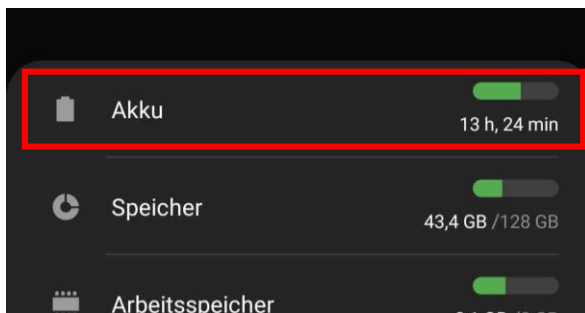 Akku
13 h, 24 min
Speicher
43,4 GB /128 GB
Arbeitsspeicher